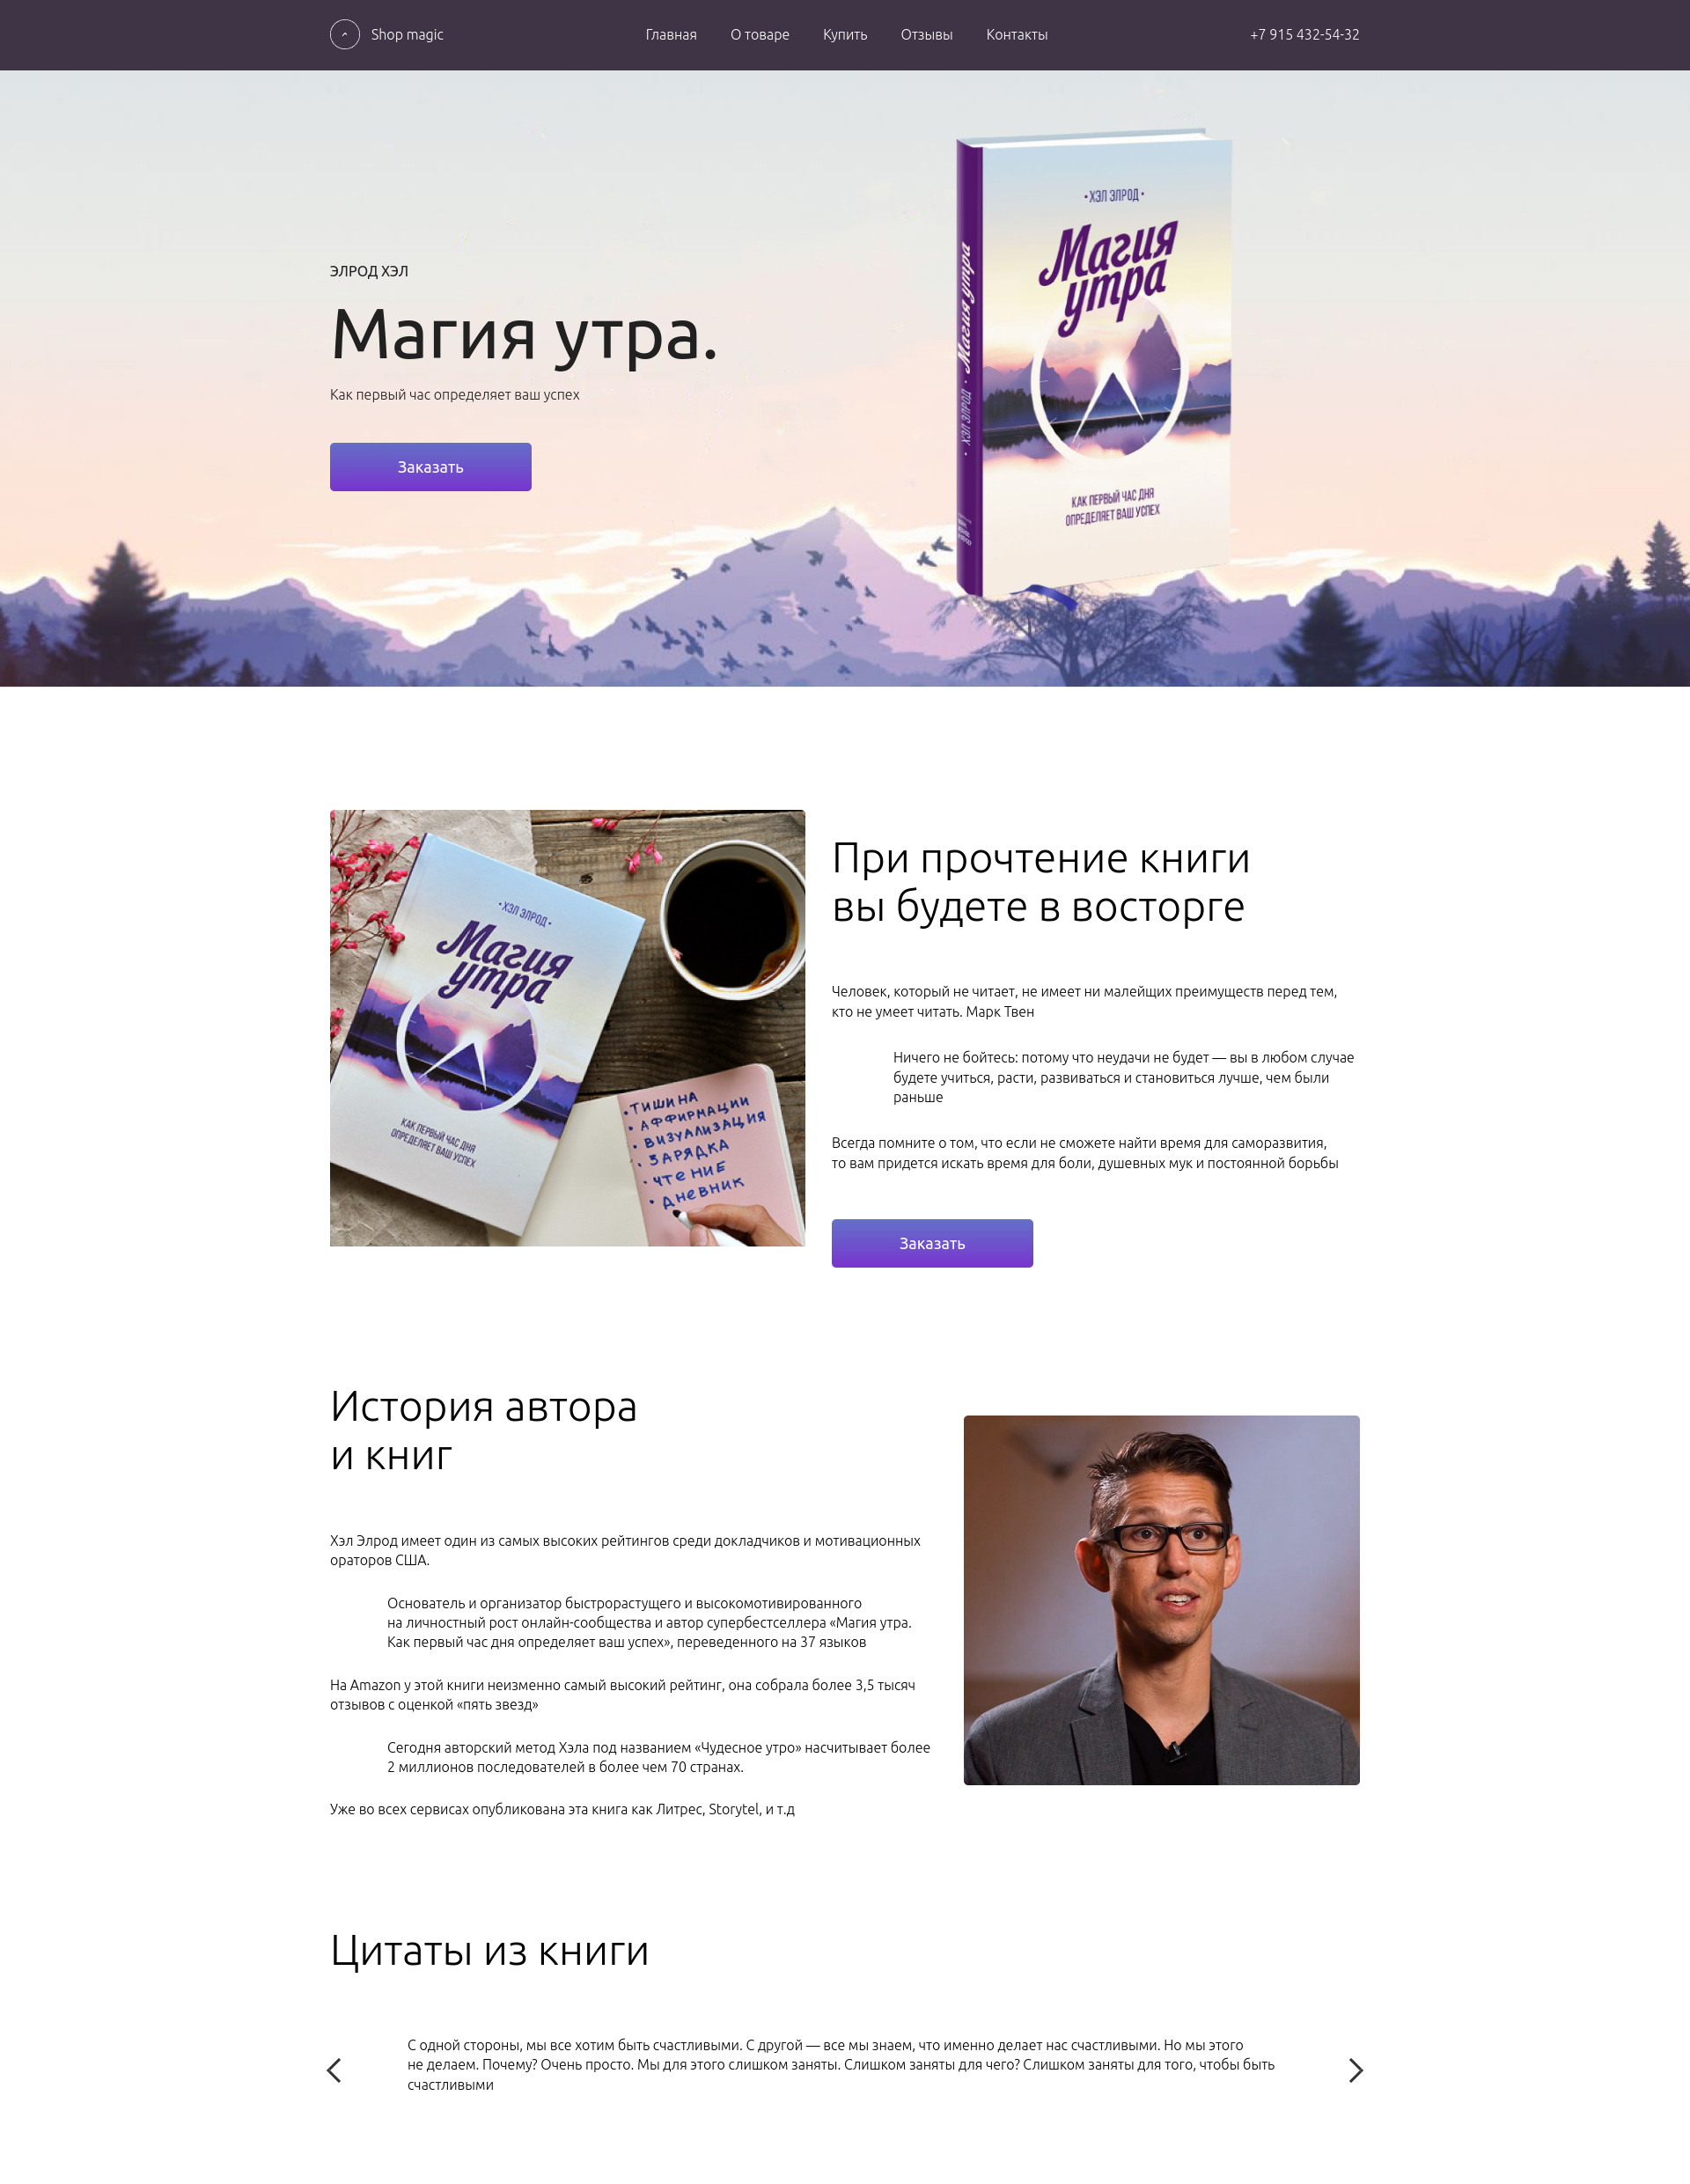 Shop magic
Главная
О товаре
Купить
Отзывы
Контакты
+7 915 432-54-32
ЭЛРОД ХЭЛ
Магия утра.
Как первый час определяет ваш успех
Заказать
• ХЭЛ ЭЛРОД •
Магия
утра
КАК ПЕРВЫЙ ЧАС ДНЯ
ОПРЕДЕЛЯЕТ ВАШ УСПЕХ
• ХЭЛ ЭЛРОД • Магия утра
• ХЭЛ ЭЛРОД •
Магия
утра
КАК ПЕРВЫЙ ЧАС ДНЯ
ОПРЕДЕЛЯЕТ ВАШ УСПЕХ
• ТИШИНА
• АФФИРМАЦИИ
• ВИЗУАЛИЗАЦИЯ
• ЗАРЯДКА
• ЧТЕНИЕ
• ДНЕВНИК
При прочтение книги
вы будете в восторге
Человек, который не читает, не имеет ни малейщих преимуществ перед тем,
кто не умеет читать. Марк Твен
Ничего не бойтесь: потому что неудачи не будет — вы в любом случае
будете учиться, расти, развиваться и становиться лучше, чем были
раньше
Всегда помните о том, что если не сможете найти время для саморазвития,
то вам придется искать время для боли, душевных мук и постоянной борьбы
Заказать
История автора
и книг
Хэл Элрод имеет один из самых высоких рейтингов среди докладчиков и мотивационных
ораторов США.
Основатель и организатор быстрорастущего и высокомотивированного
на личностный рост онлайн-сообщества и автор супербестселлера «Магия утра.
Как первый час дня определяет ваш успех», переведенного на 37 языков
На Amazon у этой книги неизменно самый высокий рейтинг, она собрала более 3,5 тысяч
отзывов с оценкой «пять звезд»
Сегодня авторский метод Хэла под названием «Чудесное утро» насчитывает более
2 миллионов последователей в более чем 70 странах.
Уже во всех сервисах опубликована эта книга как Литрес, Storytel, и т.д
Цитаты из книги
С одной стороны, мы все хотим быть счастливыми. С другой — все мы знаем, что именно делает нас счастливыми. Но мы этого
не делаем. Почему? Очень просто. Мы для этого слишком заняты. Слишком заняты для чего? Слишком заняты для того, чтобы быть
счастливыми